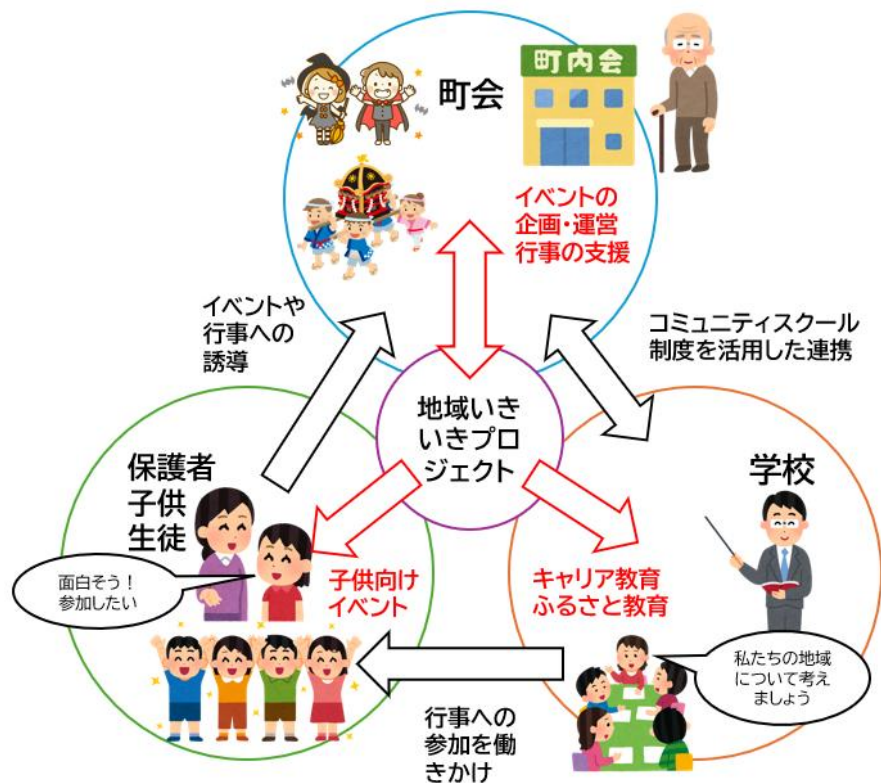 町内会
町会
イベントの
企画・運営
行事の支援
イベントや
行事への
誘導
コミュニティスクール
制度を活用した連携
地域いき
いきプロ
ジェクト
保護者
子供
生徒
学校
面白そう！
参加したい
子供向け
イベント
キャリア教育
ふるさと教育
私たちの地域
について考え
ましょう
行事への
参加を働
きかけ